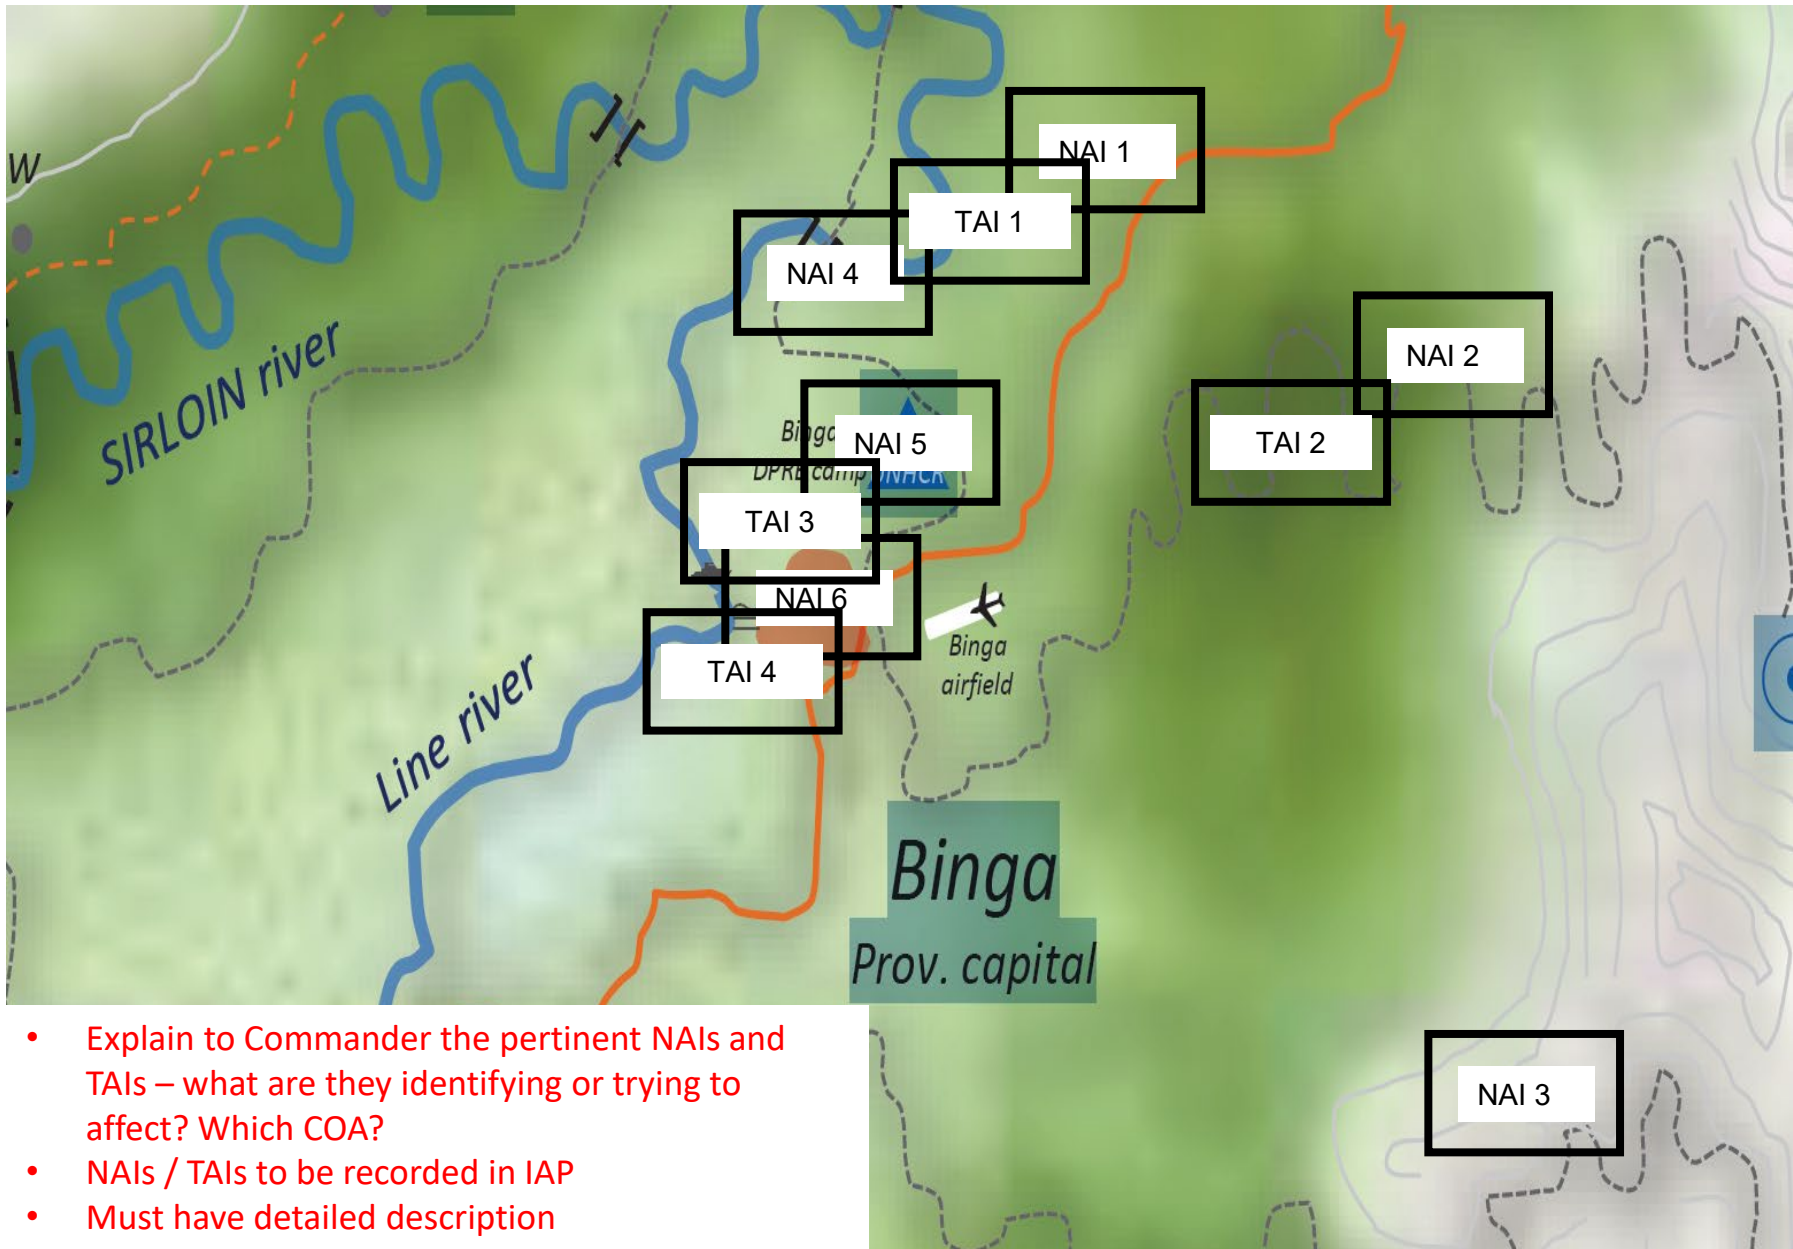 W
NAI 1
TAI 1
NAI 4
NAI 2
SIRLOIN river
TAI 2
NAI 5
DPRE camp UNHCR
TAI 3
NAI 6
Binga
airfield
TAI 4
Line river
Binga
Prov. capital
• Explain to Commander the pertinent NAIs and
TAIs – what are they identifying or trying to
affect? Which COA?
• NAIs / TAIs to be recorded in IAP
• Must have detailed description
NAI 3